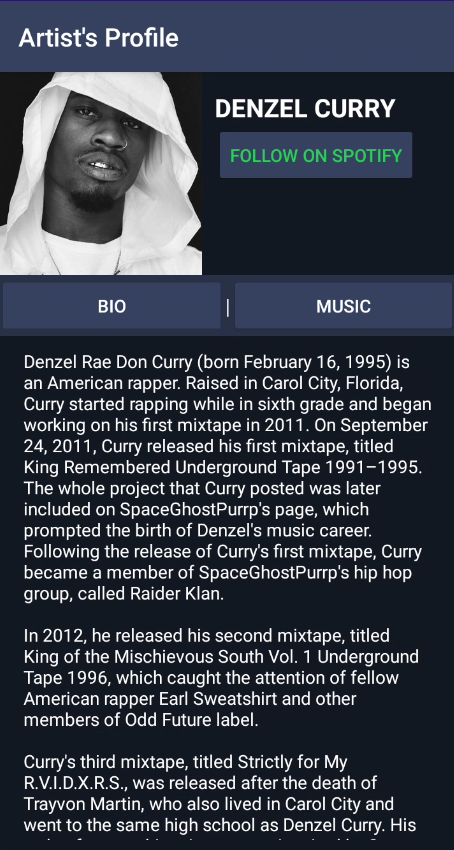 Artist's Profile
DENZEL CURRY
FOLLOW ON SPOTIFY
BIO
|
MUSIC
Denzel Rae Don Curry (born February 16, 1995) is
an American rapper. Raised in Carol City, Florida,
Curry started rapping while in sixth grade and began
working on his first mixtape in 2011. On September
24, 2011, Curry released his first mixtape, titled
King Remembered Underground Tape 1991–1995.
The whole project that Curry posted was later
included on SpaceGhostPurrp's page, which
prompted the birth of Denzel's music career.
Following the release of Curry's first mixtape, Curry
became a member of SpaceGhostPurrp's hip hop
group, called Raider Klan.
In 2012, he released his second mixtape, titled
King of the Mischievous South Vol. 1 Underground
Tape 1996, which caught the attention of fellow
American rapper Earl Sweatshirt and other
members of Odd Future label.
Curry's third mixtape, titled Strictly for My
R.V.I.D.X.R.S., was released after the death of
Trayvon Martin, who also lived in Carol City and
went to the same high school as Denzel Curry. His